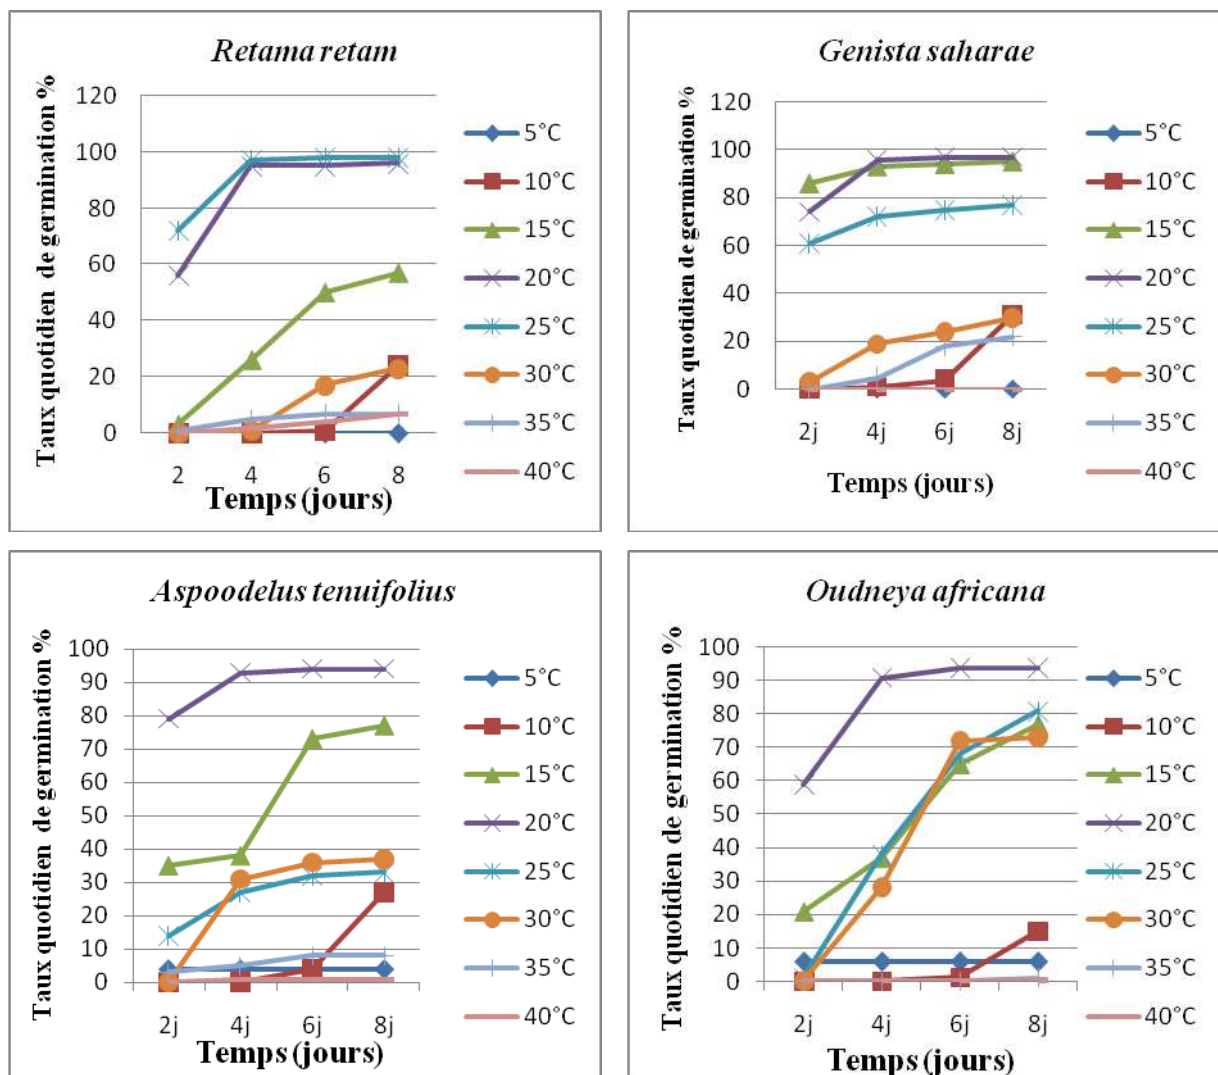 Retama retam
Taux quotidien de germination %
120
100
80
60
40
20
0
2 4 6 8
Temps (jours)
5°C
10°C
15°C
20°C
25°C
30°C
35°C
40°C
Genista saharae
Taux quotidien de germination %
120
100
80
60
40
20
0
2j 4j 6j 8j
Temps (jours)
5°C
10°C
15°C
20°C
25°C
30°C
35°C
40°C
Aspoodelus tenuifolius
Taux quotidien de germination %
100
90
80
70
60
50
40
30
20
10
0
2j 4j 6j 8j
Temps (jours)
5°C
10°C
15°C
20°C
25°C
30°C
35°C
40°C
Oudneya africana
Taux quotidien de germination %
100
90
80
70
60
50
40
30
20
10
0
2j 4j 6j 8j
Temps (jours)
5°C
10°C
15°C
20°C
25°C
30°C
35°C
40°C